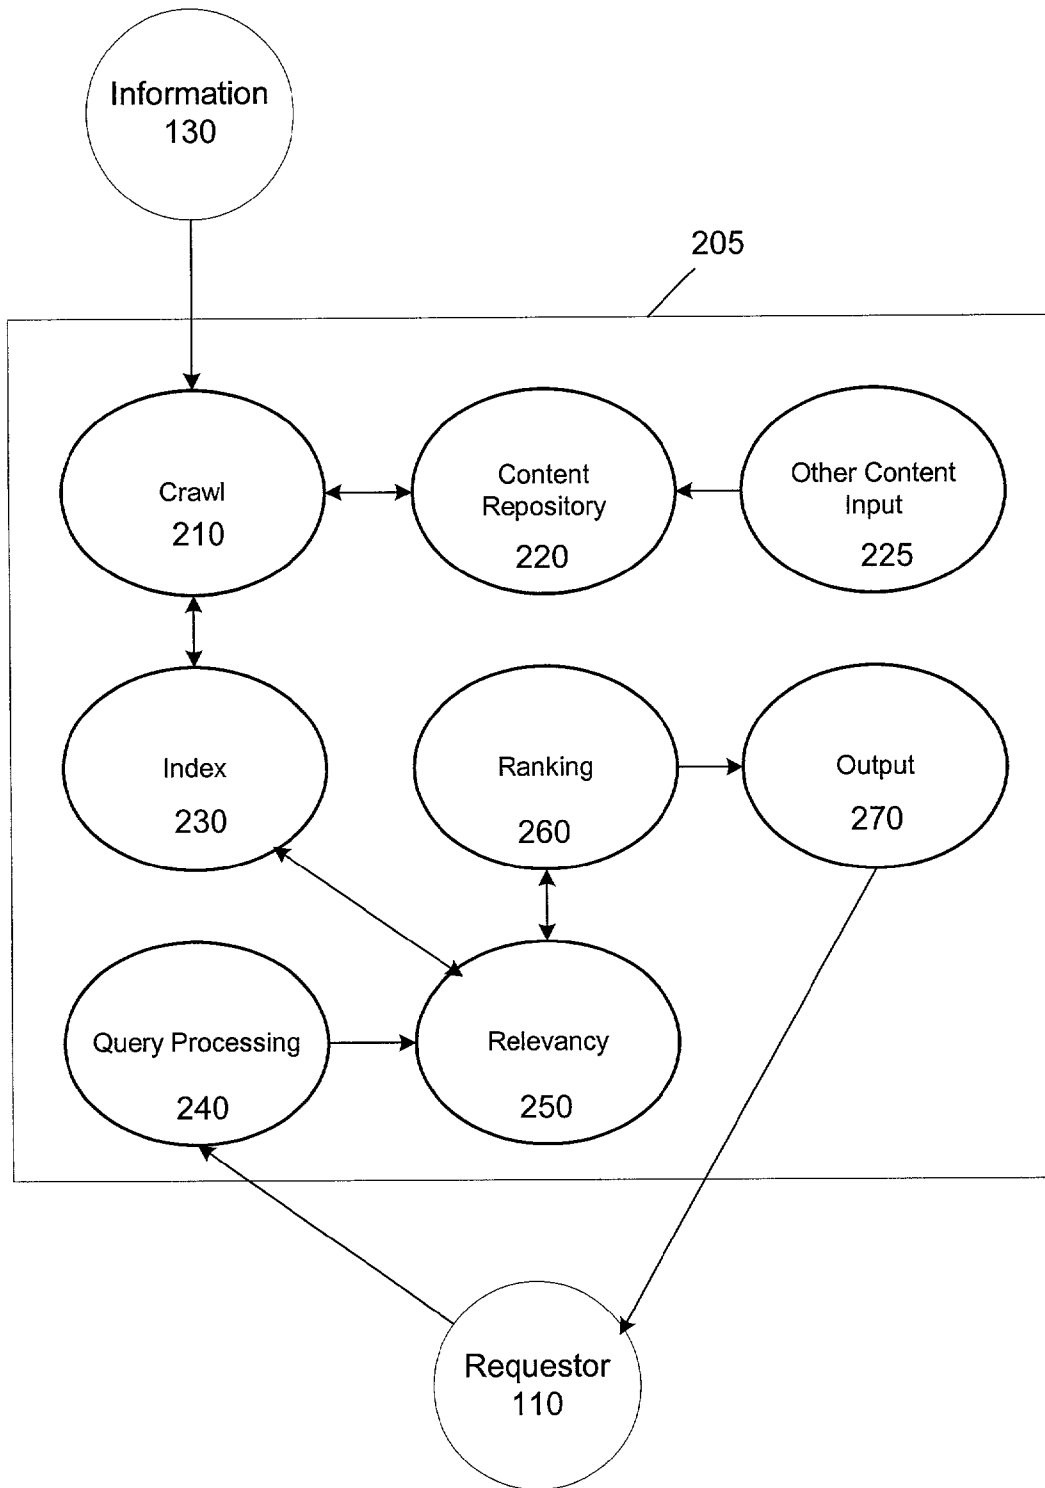 Information
130
205
Crawl
210
Content
Repository
220
Other Content
Input
225
Index
230
Ranking
260
Output
270
Query Processing
240
Relevancy
250
Requestor
110